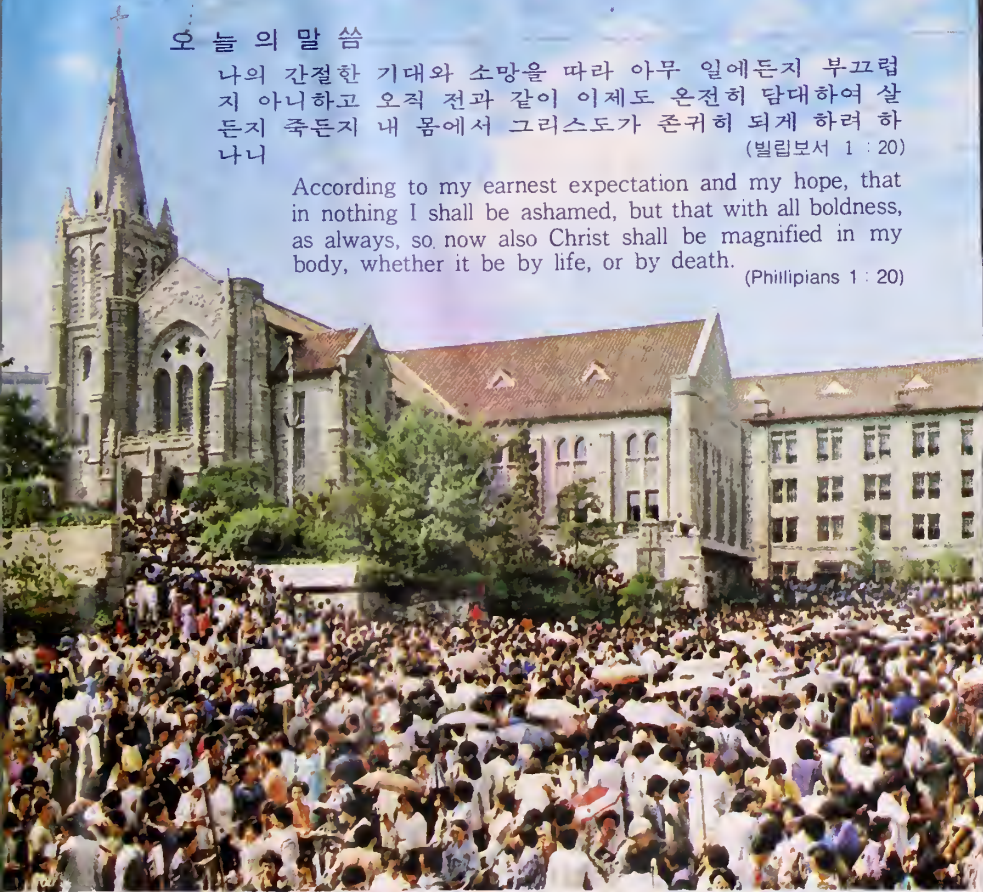 오늘의 말씀
나의 간절한 기대와 소망을 따라 아무 일에든지 부끄럽
지 아니하고 오직 전과 같이 이제도 온전히 담대하여 살
든지 죽든지 내 몸에서 그리스도가 존귀히 되게 하려 하
나니 (빌립보서 1 : 20)
According to my earnest expectation and my hope, that
in nothing I shall be ashamed, but that with all boldness,
as always, so now also Christ shall be magnified in my
body, whether it be by life, or by death.
(Phillipians 1 : 20)